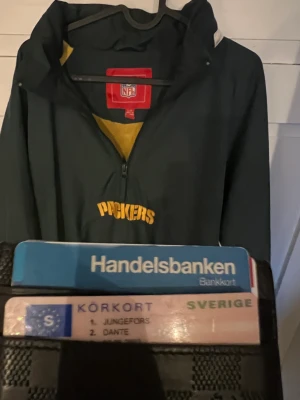 NFL
PACKERS
Handelsbanken
Bankkort
KÖRKORT SVERIGE
S
1. JUNGEFORS
2. DANTE